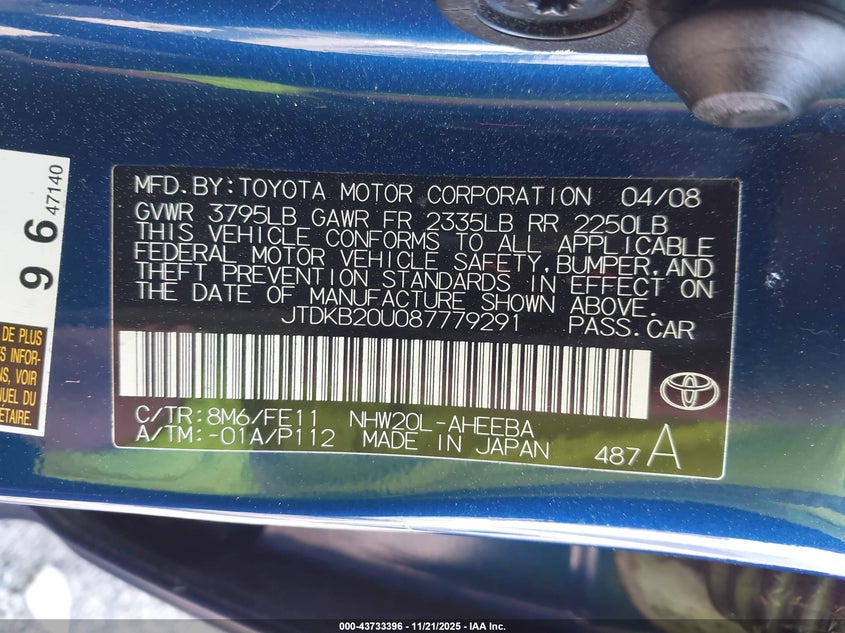 MFD.BY:TOYOTA MOTOR CORPORATION 04/08
GVWR 3795LB GAWR FR 2335LB RR 2250LB
THIS VEHICLE CONFORMS TO ALL APPLICABLE
FEDERAL MOTOR VEHICLE SAFETY,BUMPER,AND
THEFT PREVENTION STANDARDS IN EFFECT ON
THE DATE OF MANUFACTURE SHOWN ABOVE.
JTDKB20U087779291 PASS.CAR
C/TR:8M6/FE11 NHW20L-AHEEBA
A/TM:-01A/P112 MADE IN JAPAN
487 A
96
47140
DE PLUS
INFOR-
VOIR
DU
000-43733396 - 11/21/2025 - IAA Inc.